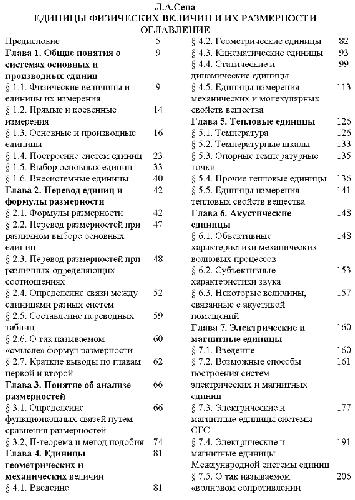 Л.А.Сена
ЕДИНИЦЫ ФИЗИЧЕСКИХ ВЕЛИЧИН И ИХ РАЗМЕРНОСТИ
ОГЛАВЛЕНИЕ
Предисловие 5
Глава 1. Общие понятия о 9
системах основных и
производных единиц
§ 1.1. Физические величины и 9
единицы их измерения
§ 1.2. Прямые и косвенные 14
измерения
§ 1.3. Основные и производные 16
единицы
§ 1.4. Построение систем единиц 23
§ 1.5. Выбор основных единиц 33
§ 1.6. Внесистемные единицы 40
Глава 2. Перевод единиц и 42
формулы размерности
§ 2.1. Формулы размерности 42
§ 2.2. Перевод размерностей при 47
различном выборе основных
единиц
§ 2.3. Перевод размерностей при 48
различных определяющих
соотношениях
§ 2.4. Определение связи между 52
единицами разных систем
§ 2.5. Составление переводных 59
таблиц
§ 2.6. О так называемом 60
«смысле» формул размерности
§ 2.7. Краткие выводы по главам 62
первой и второй
Глава 3. Понятие об анализе 66
размерностей
§ 3.1. Определение 66
функциональных связей путем
сравнения размерностей
§ 3.2. П-теорема и метод подобия 74
Глава 4. Единицы 81
геометрических и
механических величин
§ 4.1. Введение 81
§ 4.2. Геометрические единицы 82
§ 4.3. Кинематические единицы 93
§ 4.4. Статические и 99
динамические единицы
§ 4.5. Единицы измерения 113
механических и молекулярных
свойств вещества
Глава 5. Тепловые единицы 126
§ 5.1. Температура 126
§ 5.2. Температурные шкалы 133
§ 5.3. Опорные температурные 135
точки
§ 5.4. Прочие тепловые единицы 136
§ 5.5. Единицы измерения 141
тепловых свойств вещества
Глава 6. Акустические 148
единицы
§ 6.1. Объективные 148
характеристики механических
волновых процессов
§ 6.2. Субъективные 153
характеристики звука
§ 6.3. Некоторые величины, 157
связанные с акустикой
помещений
Глава 7. Электрические и 160
магнитные единицы
§ 7.1. Введение 160
§ 7.2. Возможные способы 161
построения систем
электрических и магнитных
единиц
§ 7.3. Электрические и 177
магнитные единицы системы
СГС
§ 7.4. Электрические и 191
магнитные единицы
Международной системы единиц
§ 7.5. О так называемом 206
«волновом сопротивлении